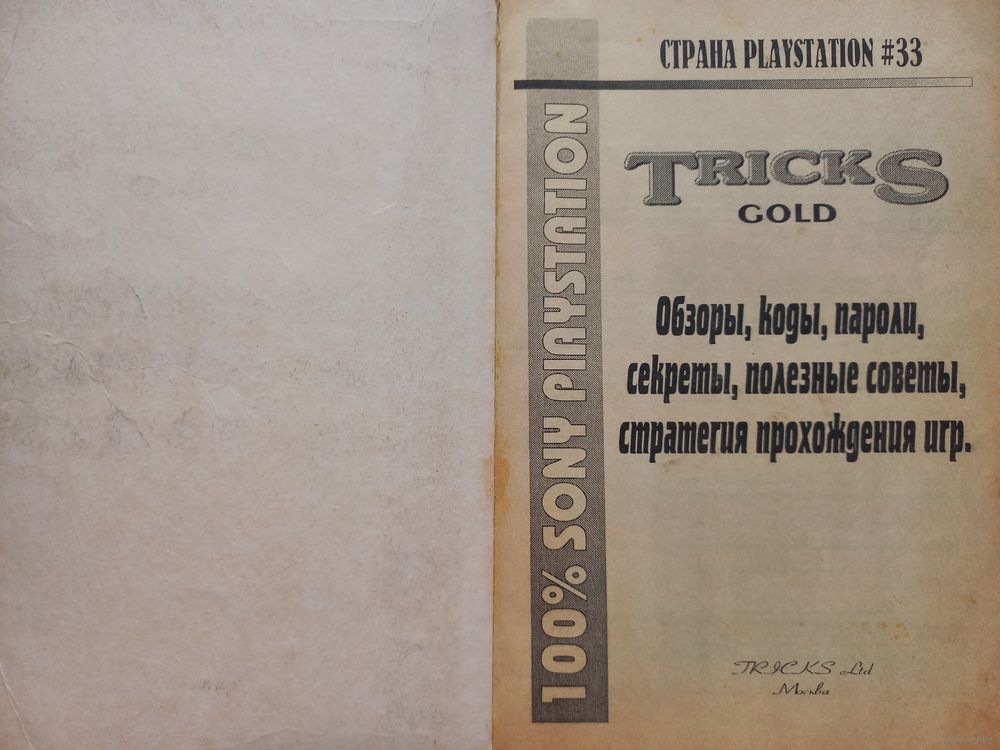 СТРАНА PLAYSTATION #33
100% SONY PLAYSTATION
TRICKS
GOLD
Обзоры, коды, пароли,
секреты, полезные советы,
стратегия прохождения игр.
TRICKS Ltd
Москва